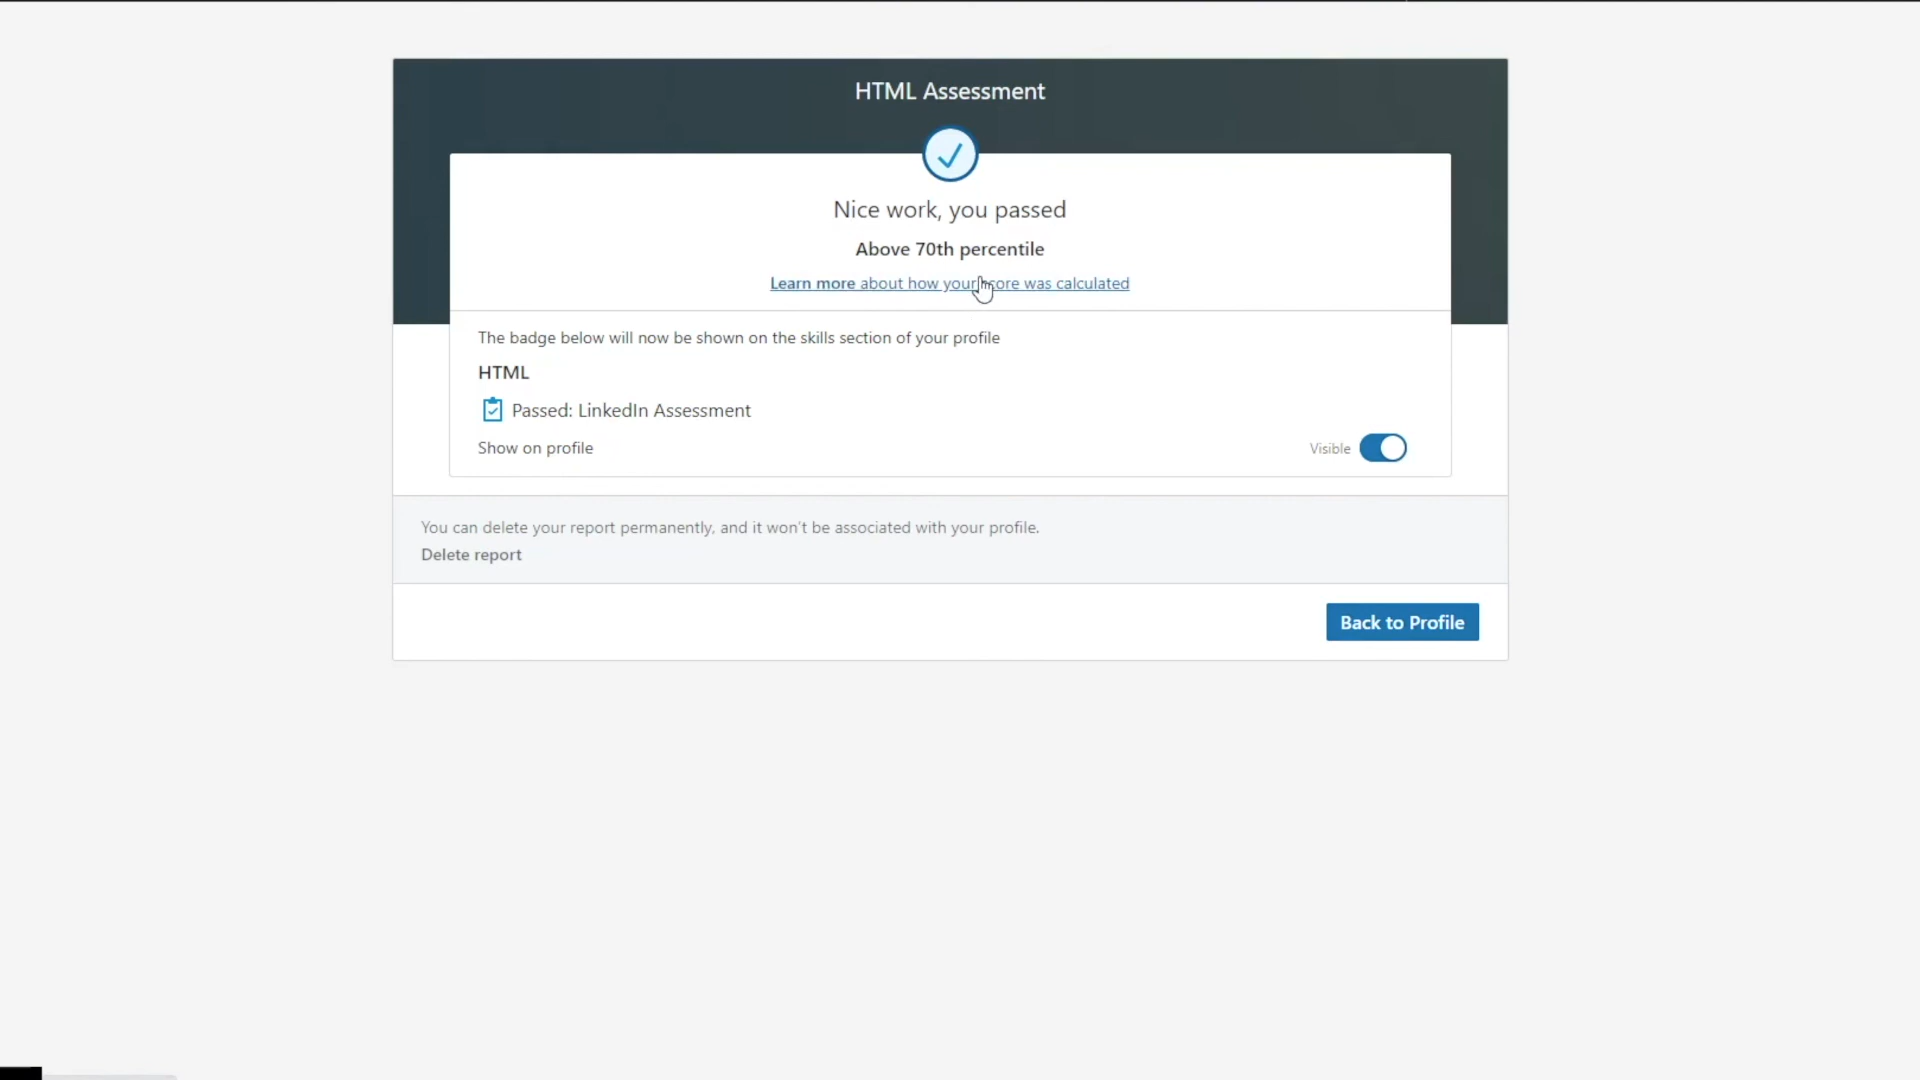 HTML Assessment
Nice work, you passed
Above 70th percentile
Learn more about how your score was calculated
The badge below will now be shown on the skills section of your profile
HTML
Passed: LinkedIn Assessment
Show on profile
Visible
You can delete your report permanently, and it won't be associated with your profile.
Delete report
Back to Profile